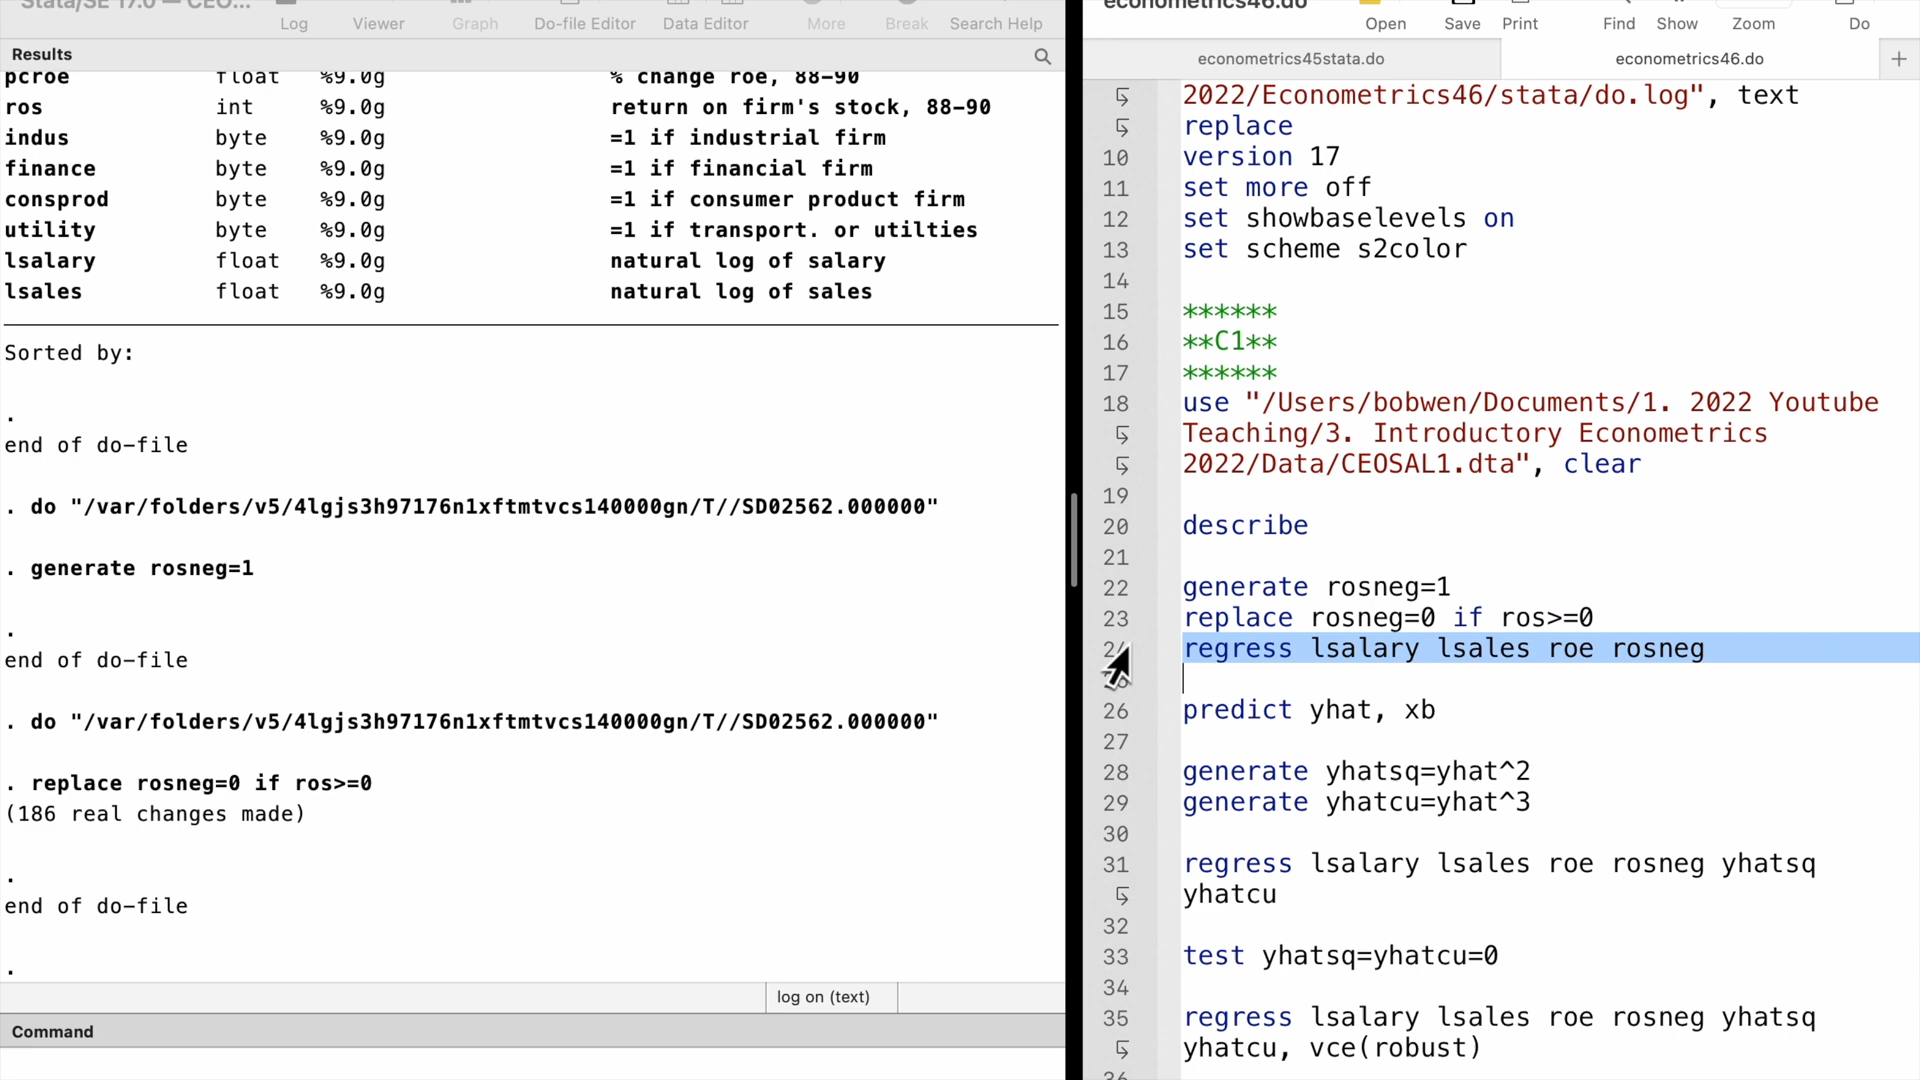 Stata/SE 17.0 — CEO...
Log Viewer Graph Do-file Editor Data Editor More Break Search Help
Results
pcroe float %9.0g % change roe, 88-90
ros int %9.0g return on firm's stock, 88-90
indus byte %9.0g =1 if industrial firm
finance byte %9.0g =1 if financial firm
consprod byte %9.0g =1 if consumer product firm
utility byte %9.0g =1 if transport. or utilties
lsalary float %9.0g natural log of salary
lsales float %9.0g natural log of sales
Sorted by:
.
end of do-file
. do "/var/folders/v5/4lgjs3h97176n1xftmtvcs140000gn/T//SD02562.000000"
. generate rosneg=1
.
end of do-file
. do "/var/folders/v5/4lgjs3h97176n1xftmtvcs140000gn/T//SD02562.000000"
. replace rosneg=0 if ros>=0
(186 real changes made)
.
end of do-file
.
log on (text)
Command
econometrics46.do
Open Save Print Find Show Zoom Do
econometrics45stata.do econometrics46.do +
2022/Econometrics46/stata/do.log", text
replace
10 version 17
11 set more off
12 set showbaselevels on
13 set scheme s2color
14
15 ******
16 **C1**
17 ******
18 use "/Users/bobwen/Documents/1. 2022 Youtube
Teaching/3. Introductory Econometrics
2022/Data/CEOSAL1.dta", clear
19
20 describe
21
22 generate rosneg=1
23 replace rosneg=0 if ros>=0
regress lsalary lsales roe rosneg
26 predict yhat, xb
27
28 generate yhatsq=yhat^2
29 generate yhatcu=yhat^3
30
31 regress lsalary lsales roe rosneg yhatsq
yhatcu
32
33 test yhatsq=yhatcu=0
34
35 regress lsalary lsales roe rosneg yhatsq
yhatcu, vce(robust)
36